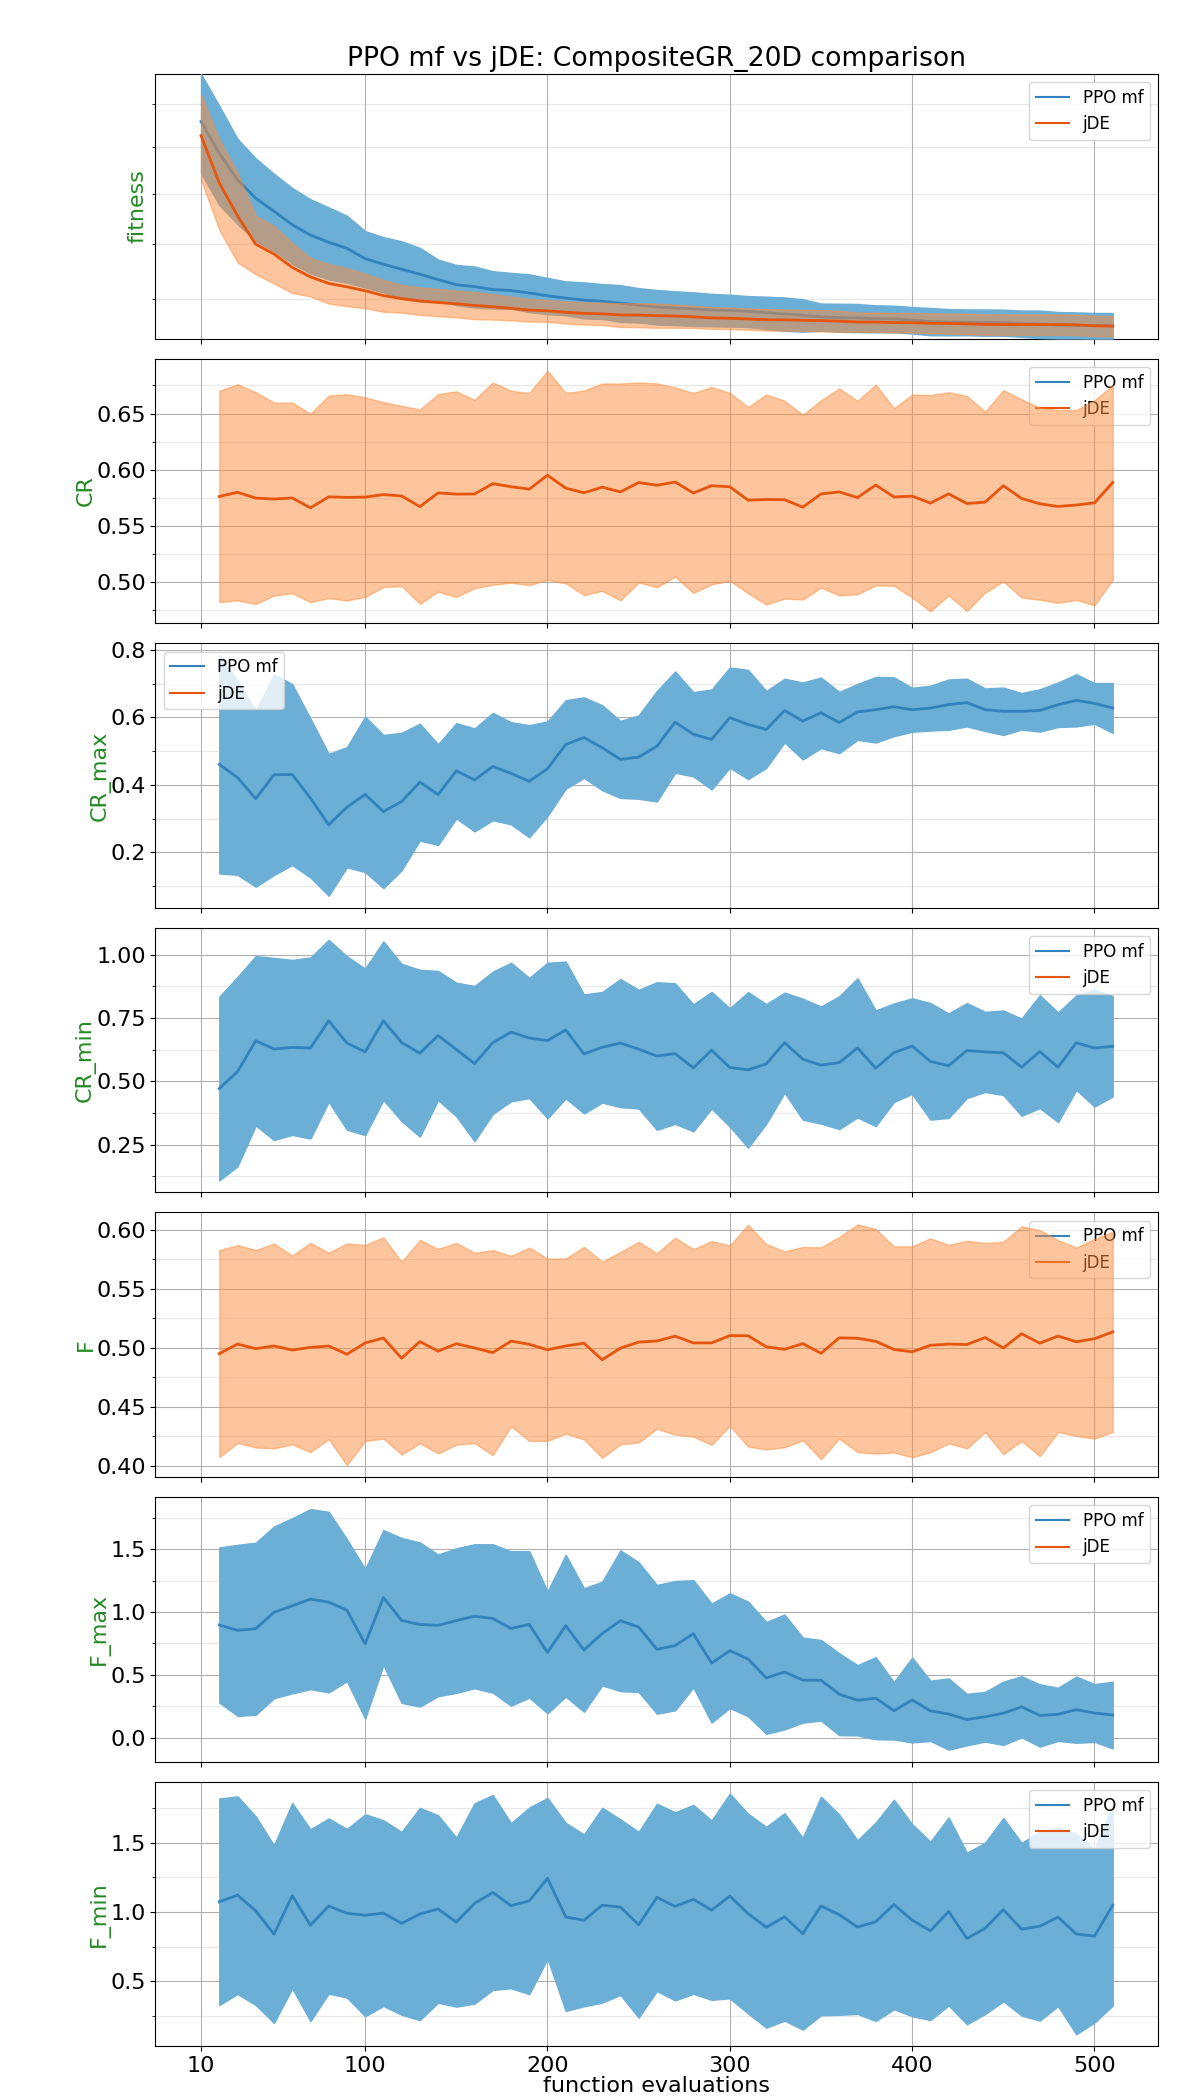 PPO mf vs jDE: CompositeGR_20D comparison
fitness
PPO mf
jDE
CR
0.65
0.60
0.55
0.50
PPO mf
jDE
CR_max
0.8
0.6
0.4
0.2
PPO mf
jDE
CR_min
1.00
0.75
0.50
0.25
PPO mf
jDE
F
0.60
0.55
0.50
0.45
0.40
PPO mf
jDE
F_max
1.5
1.0
0.5
0.0
PPO mf
jDE
F_min
1.5
1.0
0.5
PPO mf
jDE
10 100 200 300 400 500
function evaluations